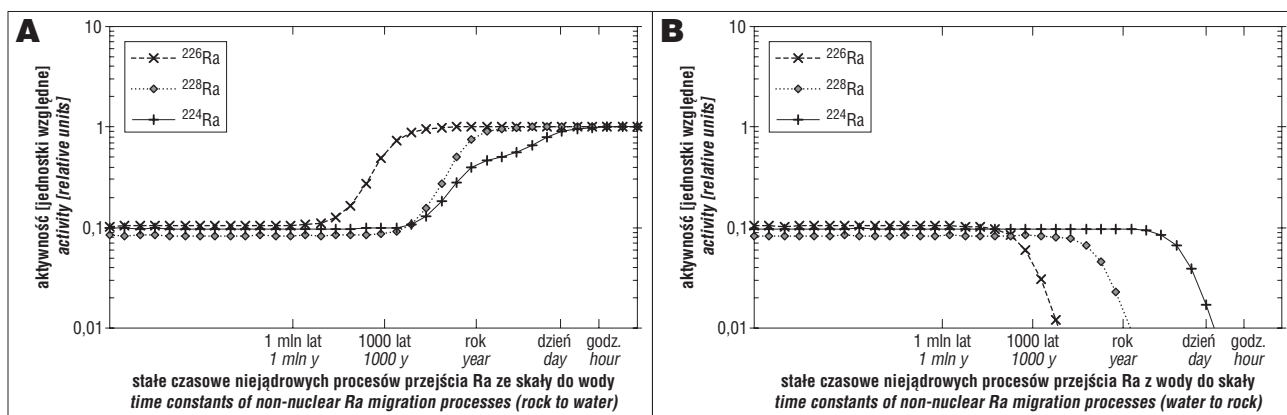 A
aktywność [jednostki względne]
activity [relative units]
10
1
0,1
0,01
226Ra
228Ra
224Ra
1 mln lat
1 mln y
1000 lat
1000 y
rok
year
dzień
day
godz.
hour
stałe czasowe niejądrowych procesów przejścia Ra ze skały do wody
time constants of non-nuclear Ra migration processes (rock to water)
B
aktywność [jednostki względne]
activity [relative units]
10
1
0,1
0,01
226Ra
228Ra
224Ra
1 mln lat
1 mln y
1000 lat
1000 y
rok
year
dzień
day
godz.
hour
stałe czasowe niejądrowych procesów przejścia Ra z wody do skały
time constants of non-nuclear Ra migration processes (water to rock)